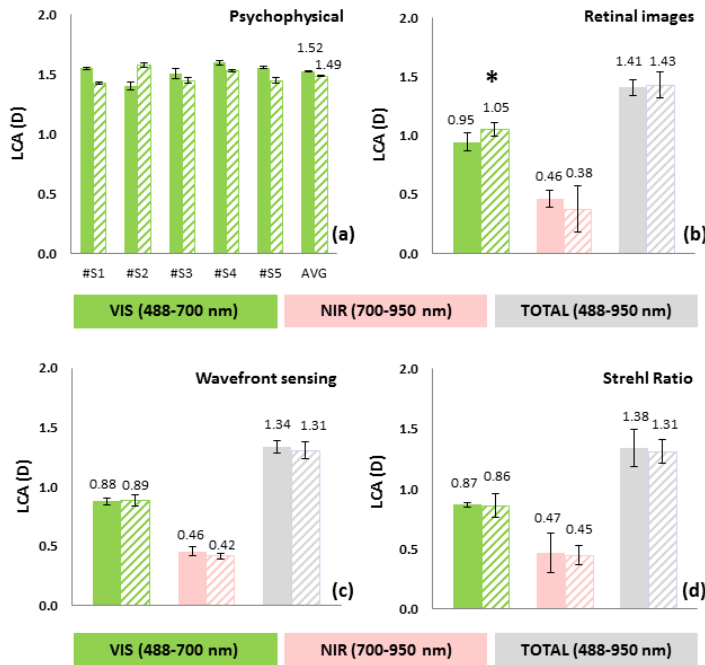 Psychophysical
2.0
1.5
1.0
0.5
0.0
LCA (D)
1.52
1.49
(a)
#S1 #S2 #S3 #S4 #S5 AVG
Retinal images
2.0
1.5
1.0
0.5
0.0
LCA (D)
*
0.95 1.05
0.46 0.38
1.41 1.43
(b)
VIS (488-700 nm) NIR (700-950 nm) TOTAL (488-950 nm)
Wavefront sensing
2.0
1.5
1.0
0.5
0.0
LCA (D)
0.88 0.89
0.46 0.42
1.34 1.31
(c)
Strehl Ratio
2.0
1.5
1.0
0.5
0.0
LCA (D)
0.87 0.86
0.47 0.45
1.38 1.31
(d)
VIS (488-700 nm) NIR (700-950 nm) TOTAL (488-950 nm)